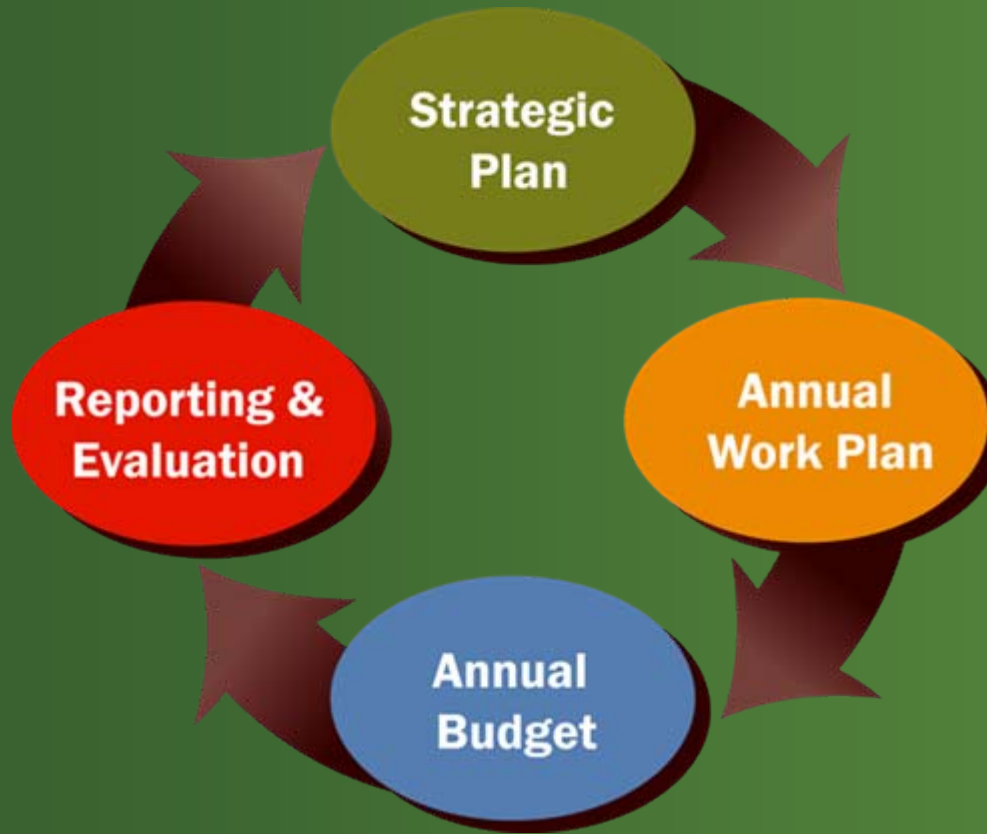 Strategic
Plan
Annual
Work Plan
Annual
Budget
Reporting &
Evaluation